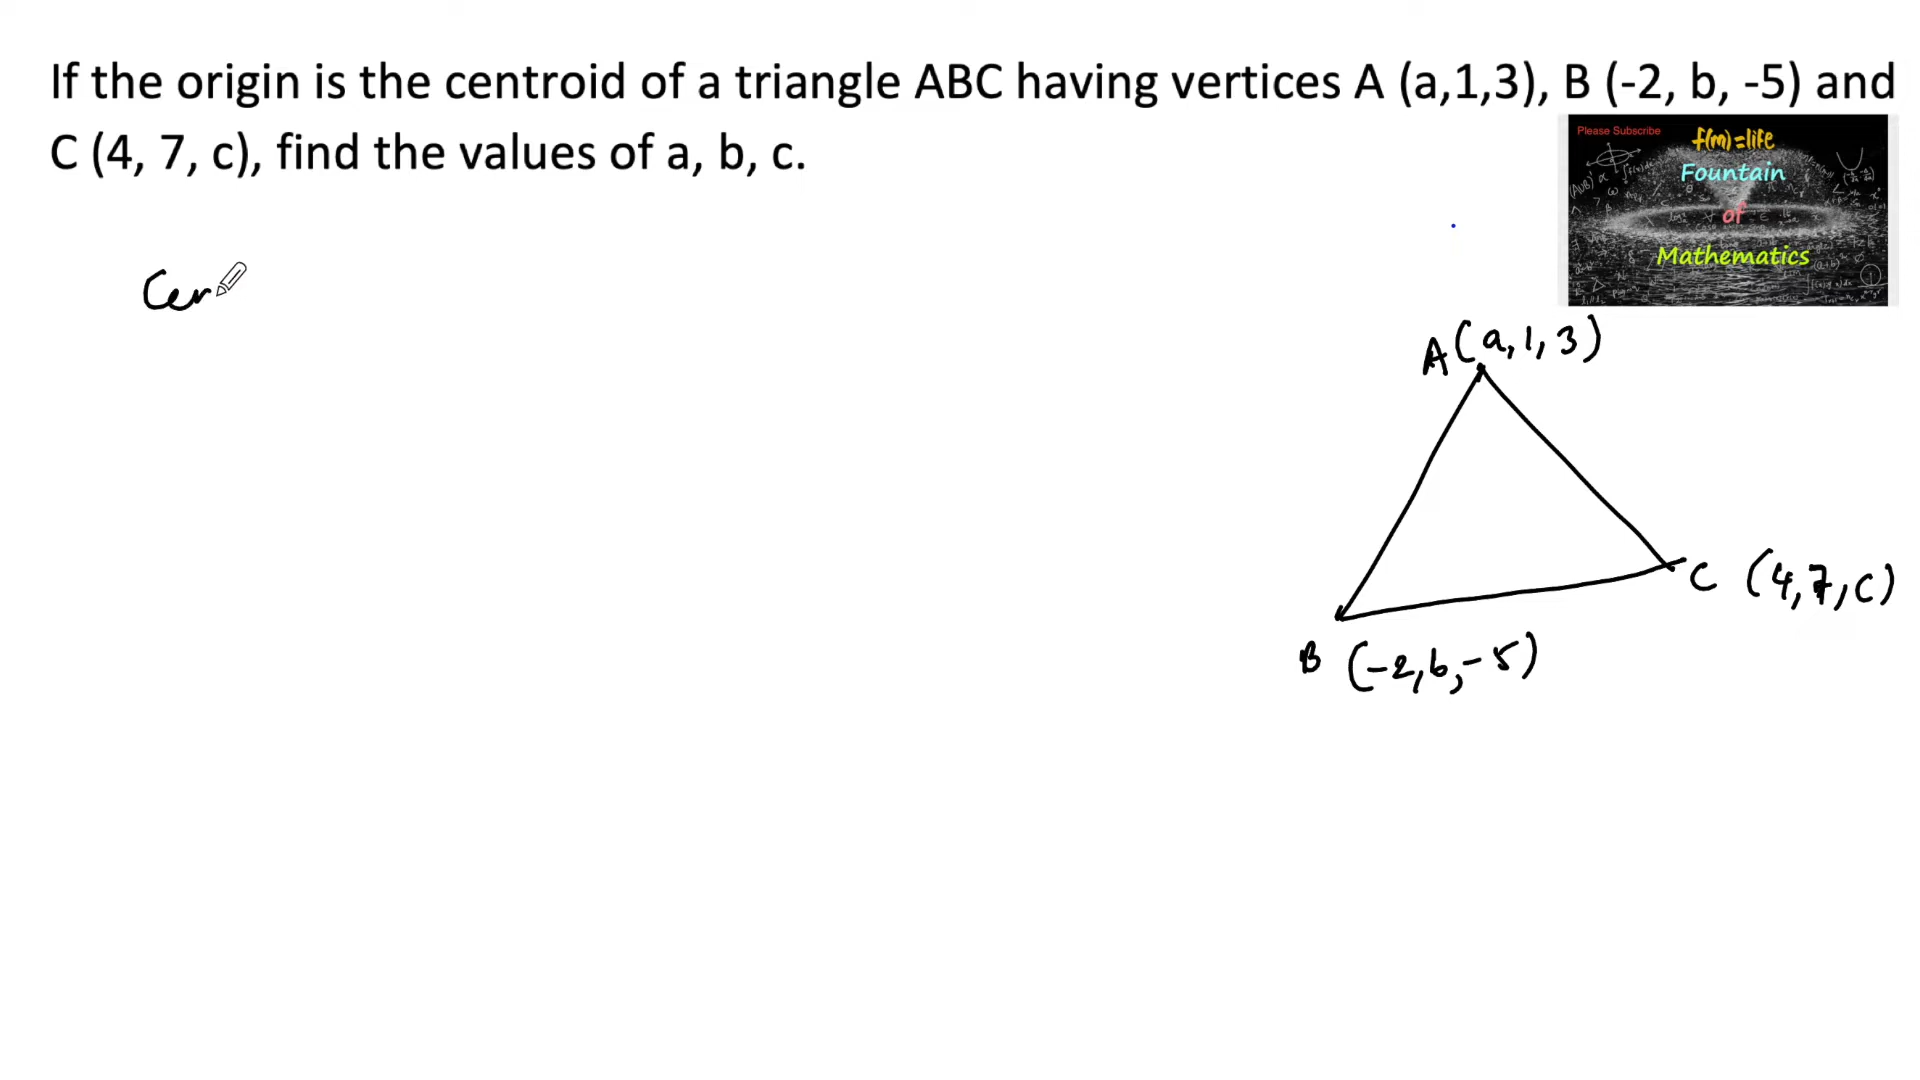 If the origin is the centroid of a triangle ABC having vertices A (a,1,3), B (-2, b, -5) and
C (4, 7, c), find the values of a, b, c.
Please Subscribe
f(m)=life
Fountain
of
Mathematics
Cen
A(a,1,3)
C (4,7,c)
B (-2,b,-5)